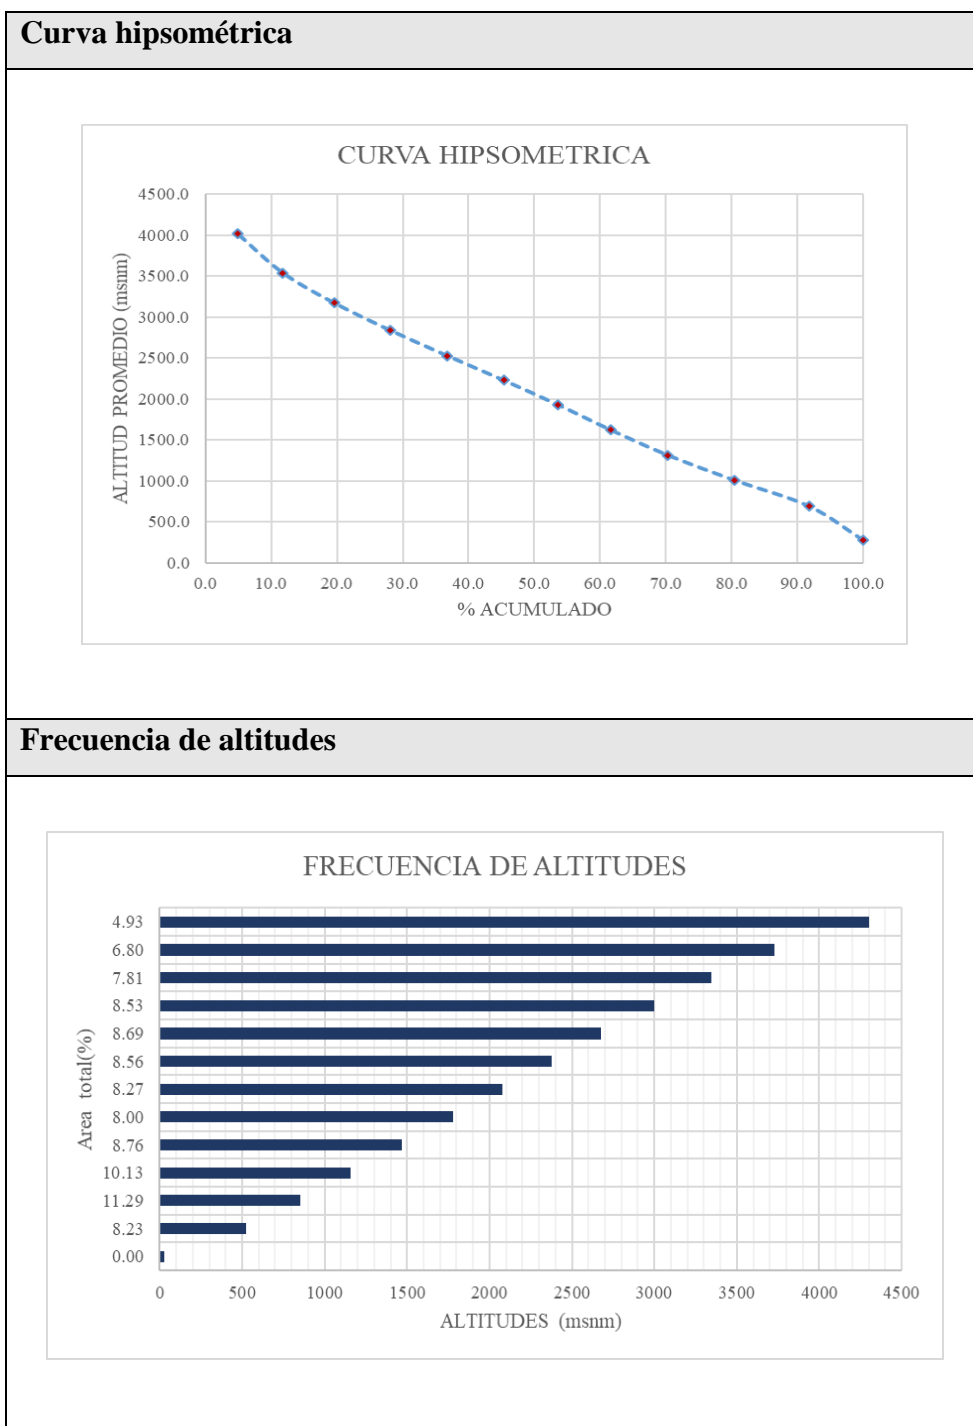 Curva hipsométrica
CURVA HIPSOMETRICA
ALTITUD PROMEDIO (msnm)
4500.0
4000.0
3500.0
3000.0
2500.0
2000.0
1500.0
1000.0
500.0
0.0
0.0 10.0 20.0 30.0 40.0 50.0 60.0 70.0 80.0 90.0 100.0
% ACUMULADO
Frecuencia de altitudes
FRECUENCIA DE ALTITUDES
Area total(%)
4.93
6.80
7.81
8.53
8.69
8.56
8.27
8.00
8.76
10.13
11.29
8.23
0.00
0 500 1000 1500 2000 2500 3000 3500 4000 4500
ALTITUDES (msnm)